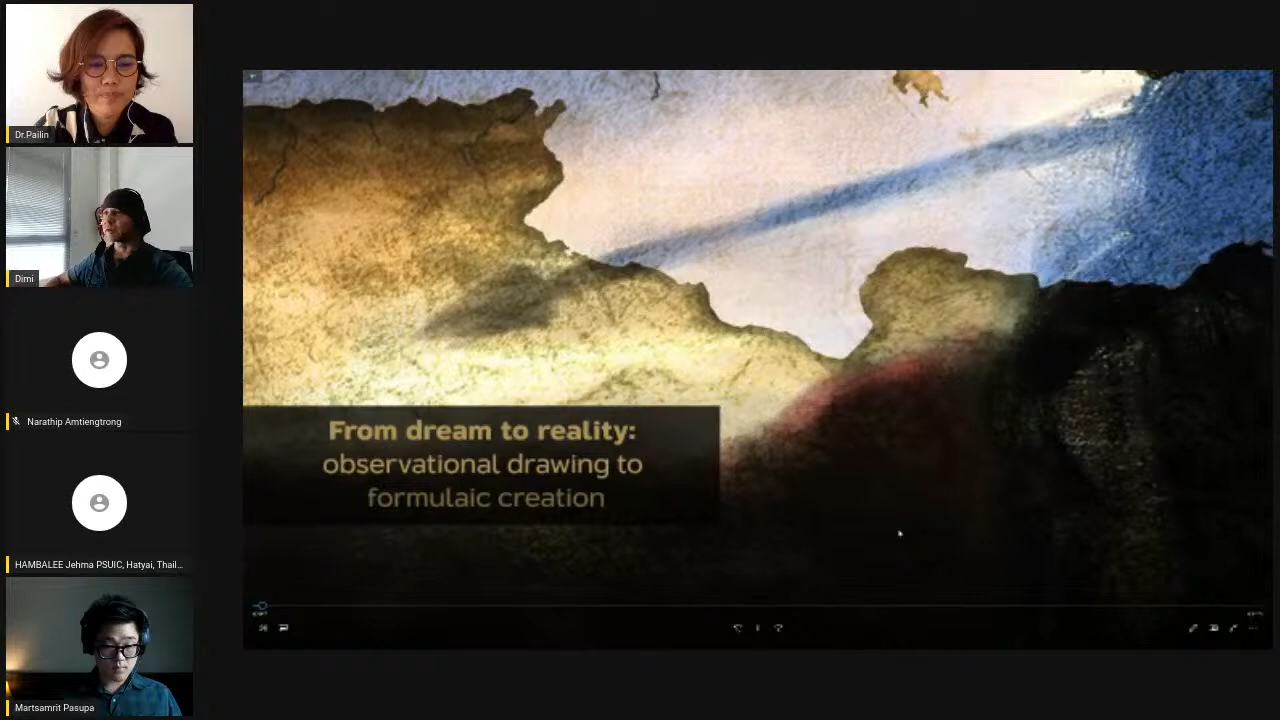 Dr.Pailin
Dimi
Narathip Amtiengtrong
HAMBALEE Jehma PSUIC, Hatyai, Thail...
Martsamrit Pasupa
From dream to reality:
observational drawing to
formulaic creation